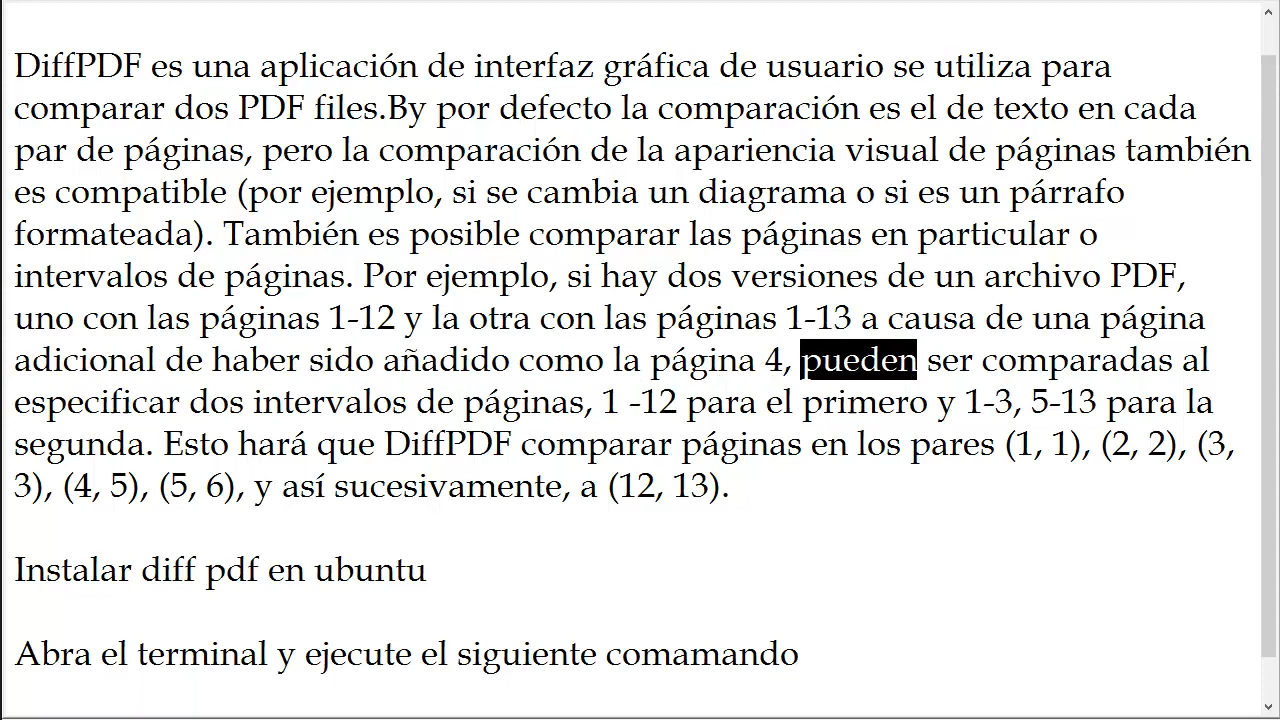 DiffPDF es una aplicación de interfaz gráfica de usuario se utiliza para
comparar dos PDF files.By por defecto la comparación es el de texto en cada
par de páginas, pero la comparación de la apariencia visual de páginas también
es compatible (por ejemplo, si se cambia un diagrama o si es un párrafo
formateada). También es posible comparar las páginas en particular o
intervalos de páginas. Por ejemplo, si hay dos versiones de un archivo PDF,
uno con las páginas 1-12 y la otra con las páginas 1-13 a causa de una página
adicional de haber sido añadido como la página 4, pueden ser comparadas al
especificar dos intervalos de páginas, 1 -12 para el primero y 1-3, 5-13 para la
segunda. Esto hará que DiffPDF comparar páginas en los pares (1, 1), (2, 2), (3,
3), (4, 5), (5, 6), y así sucesivamente, a (12, 13).
Instalar diff pdf en ubuntu
Abra el terminal y ejecute el siguiente comamando